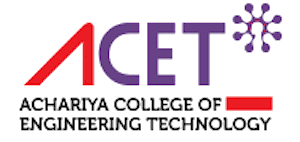 ACET
ACHARIYA COLLEGE OF
ENGINEERING TECHNOLOGY